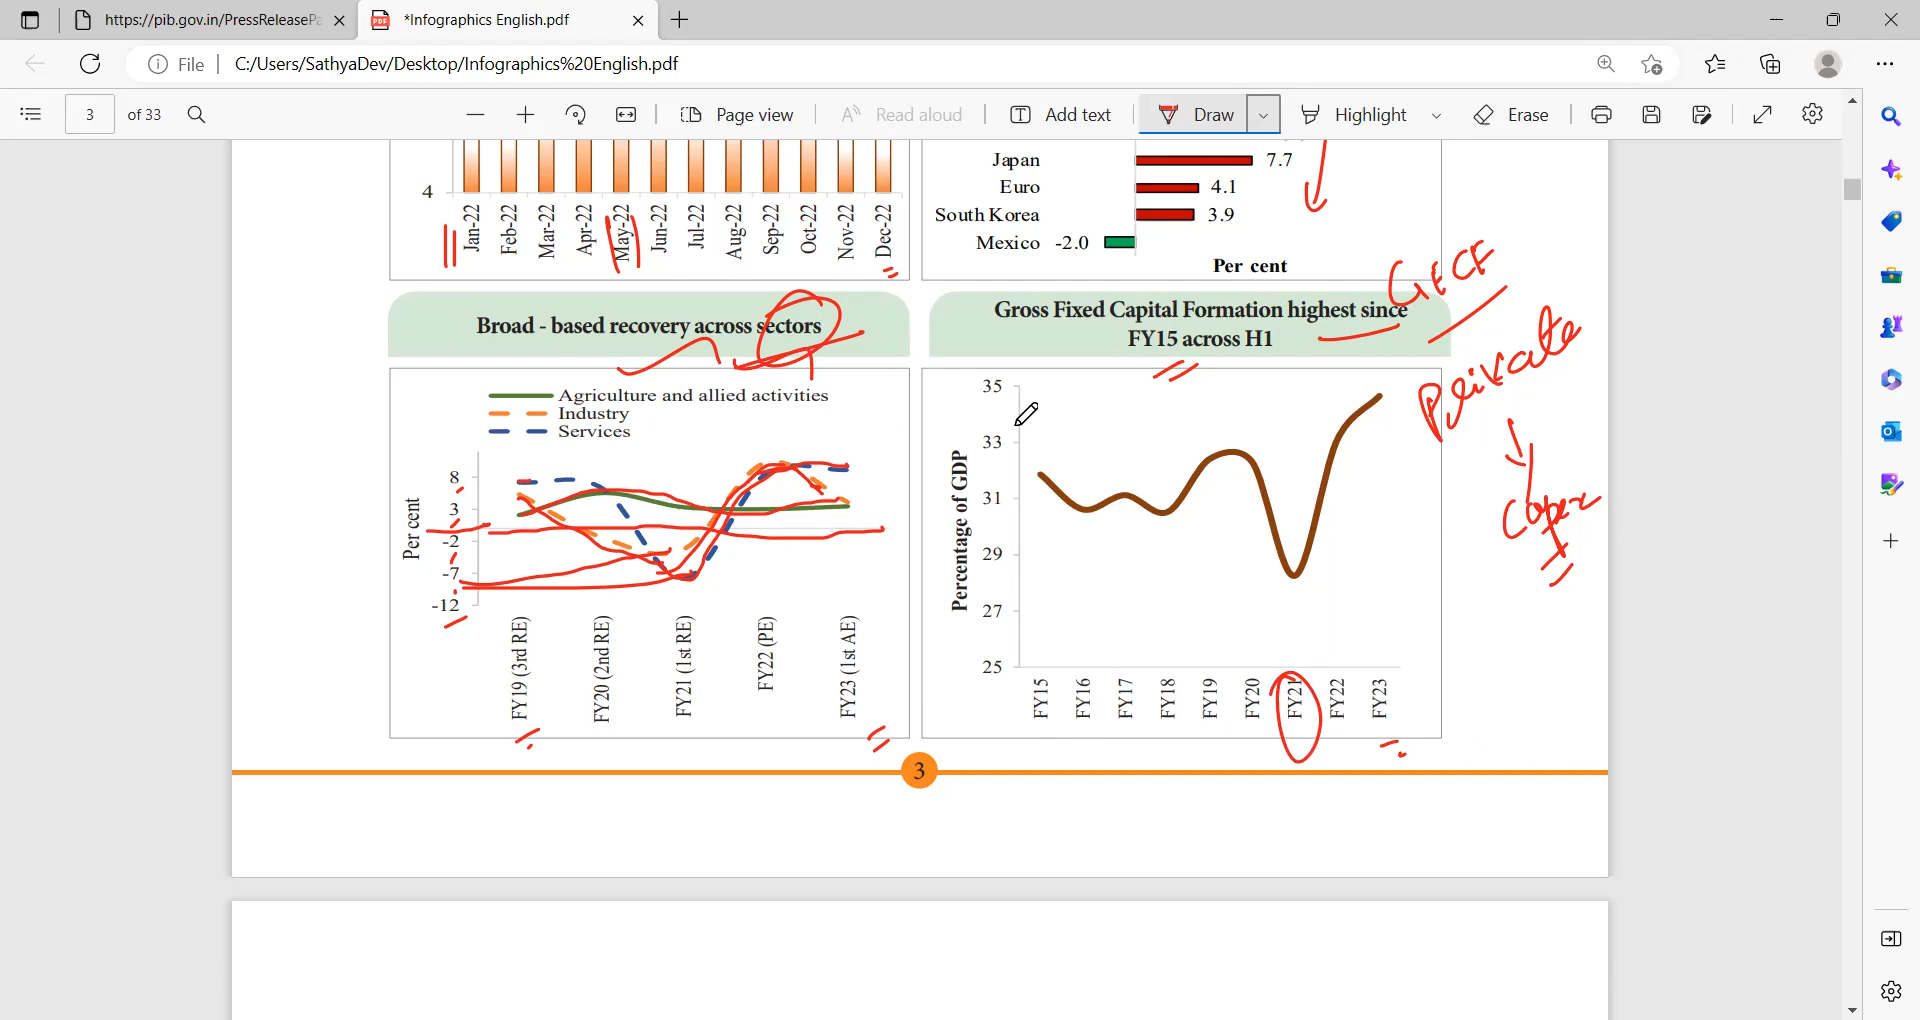 https://pib.gov.in/PressReleasePa
*Infographics English.pdf
File
C:/Users/SathyaDev/Desktop/Infographics%20English.pdf
3 of 33
Page view
Read aloud
Add text
Draw
Highlight
Erase
4
Jan-22
Feb-22
Mar-22
Apr-22
May-22
Jun-22
Jul-22
Aug-22
Sep-22
Oct-22
Nov-22
Dec-22
Japan 7.7
Euro 4.1
South Korea 3.9
Mexico -2.0
Per cent
GFCF
Private
Capex
Broad - based recovery across sectors
Agriculture and allied activities
Industry
Services
Per cent
8
3
-2
-7
-12
FY19 (3rd RE)
FY20 (2nd RE)
FY21 (1st RE)
FY22 (PE)
FY23 (1st AE)
Gross Fixed Capital Formation highest since
FY15 across H1
Percentage of GDP
35
33
31
29
27
25
FY15
FY16
FY17
FY18
FY19
FY20
FY21
FY22
FY23
3